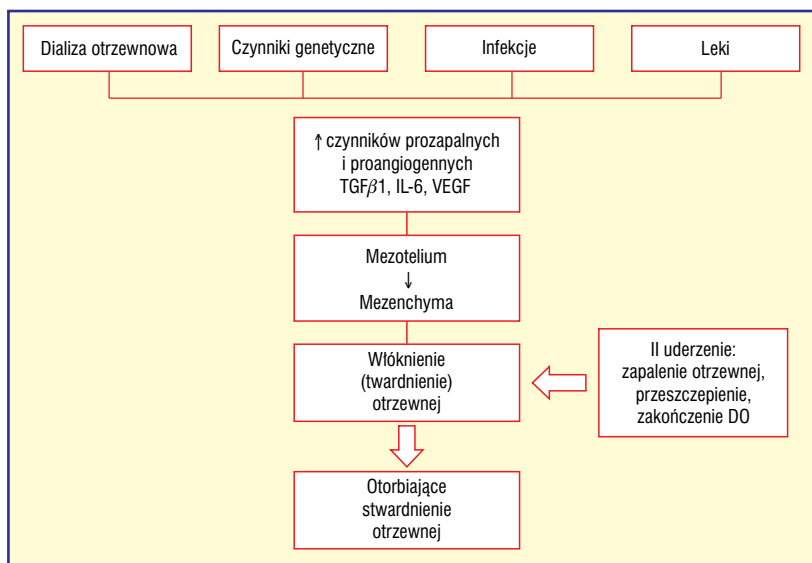 Dializa otrzewnowa
Czynniki genetyczne
Infekcje
Leki
↑ czynników prozapalnych
i proangiogennych
TGFβ1, IL-6, VEGF
Mezotelium
↓
Mezenchyma
Włóknienie
(twardnienie)
otrzewnej
II uderzenie:
zapalenie otrzewnej,
przeszczepienie,
zakończenie DO
Otorbiające
stwardnienie
otrzewnej